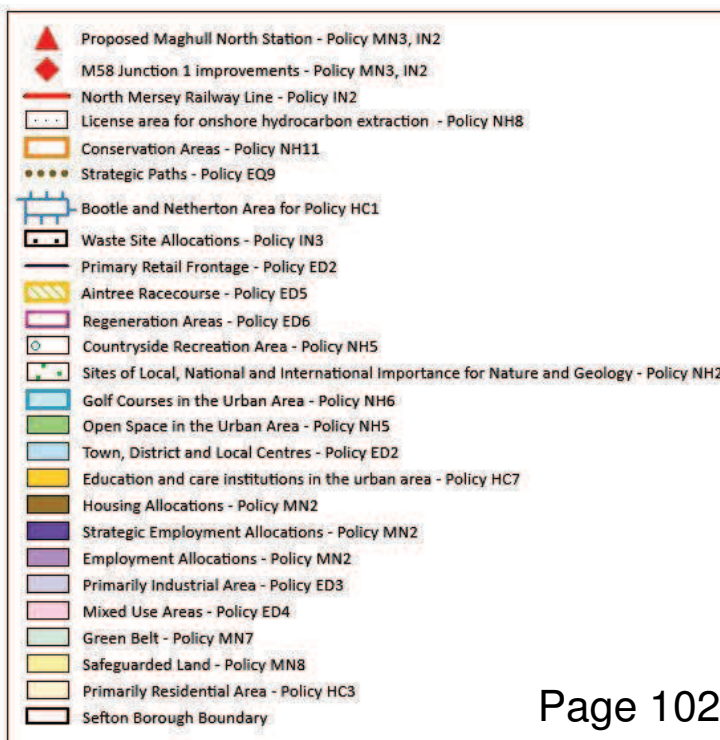 Proposed Maghull North Station - Policy MN3, IN2
M58 Junction 1 improvements - Policy MN3, IN2
North Mersey Railway Line - Policy IN2
License area for onshore hydrocarbon extraction - Policy NH8
Conservation Areas - Policy NH11
Strategic Paths - Policy EQ9
Bootle and Netherton Area for Policy HC1
Waste Site Allocations - Policy IN3
Primary Retail Frontage - Policy ED2
Aintree Racecourse - Policy ED5
Regeneration Areas - Policy ED6
Countryside Recreation Area - Policy NH5
Sites of Local, National and International Importance for Nature and Geology - Policy NH2
Golf Courses in the Urban Area - Policy NH6
Open Space in the Urban Area - Policy NH5
Town, District and Local Centres - Policy ED2
Education and care institutions in the urban area - Policy HC7
Housing Allocations - Policy MN2
Strategic Employment Allocations - Policy MN2
Employment Allocations - Policy MN2
Primarily Industrial Area - Policy ED3
Mixed Use Areas - Policy ED4
Green Belt - Policy MN7
Safeguarded Land - Policy MN8
Primarily Residential Area - Policy HC3
Sefton Borough Boundary
Page 102